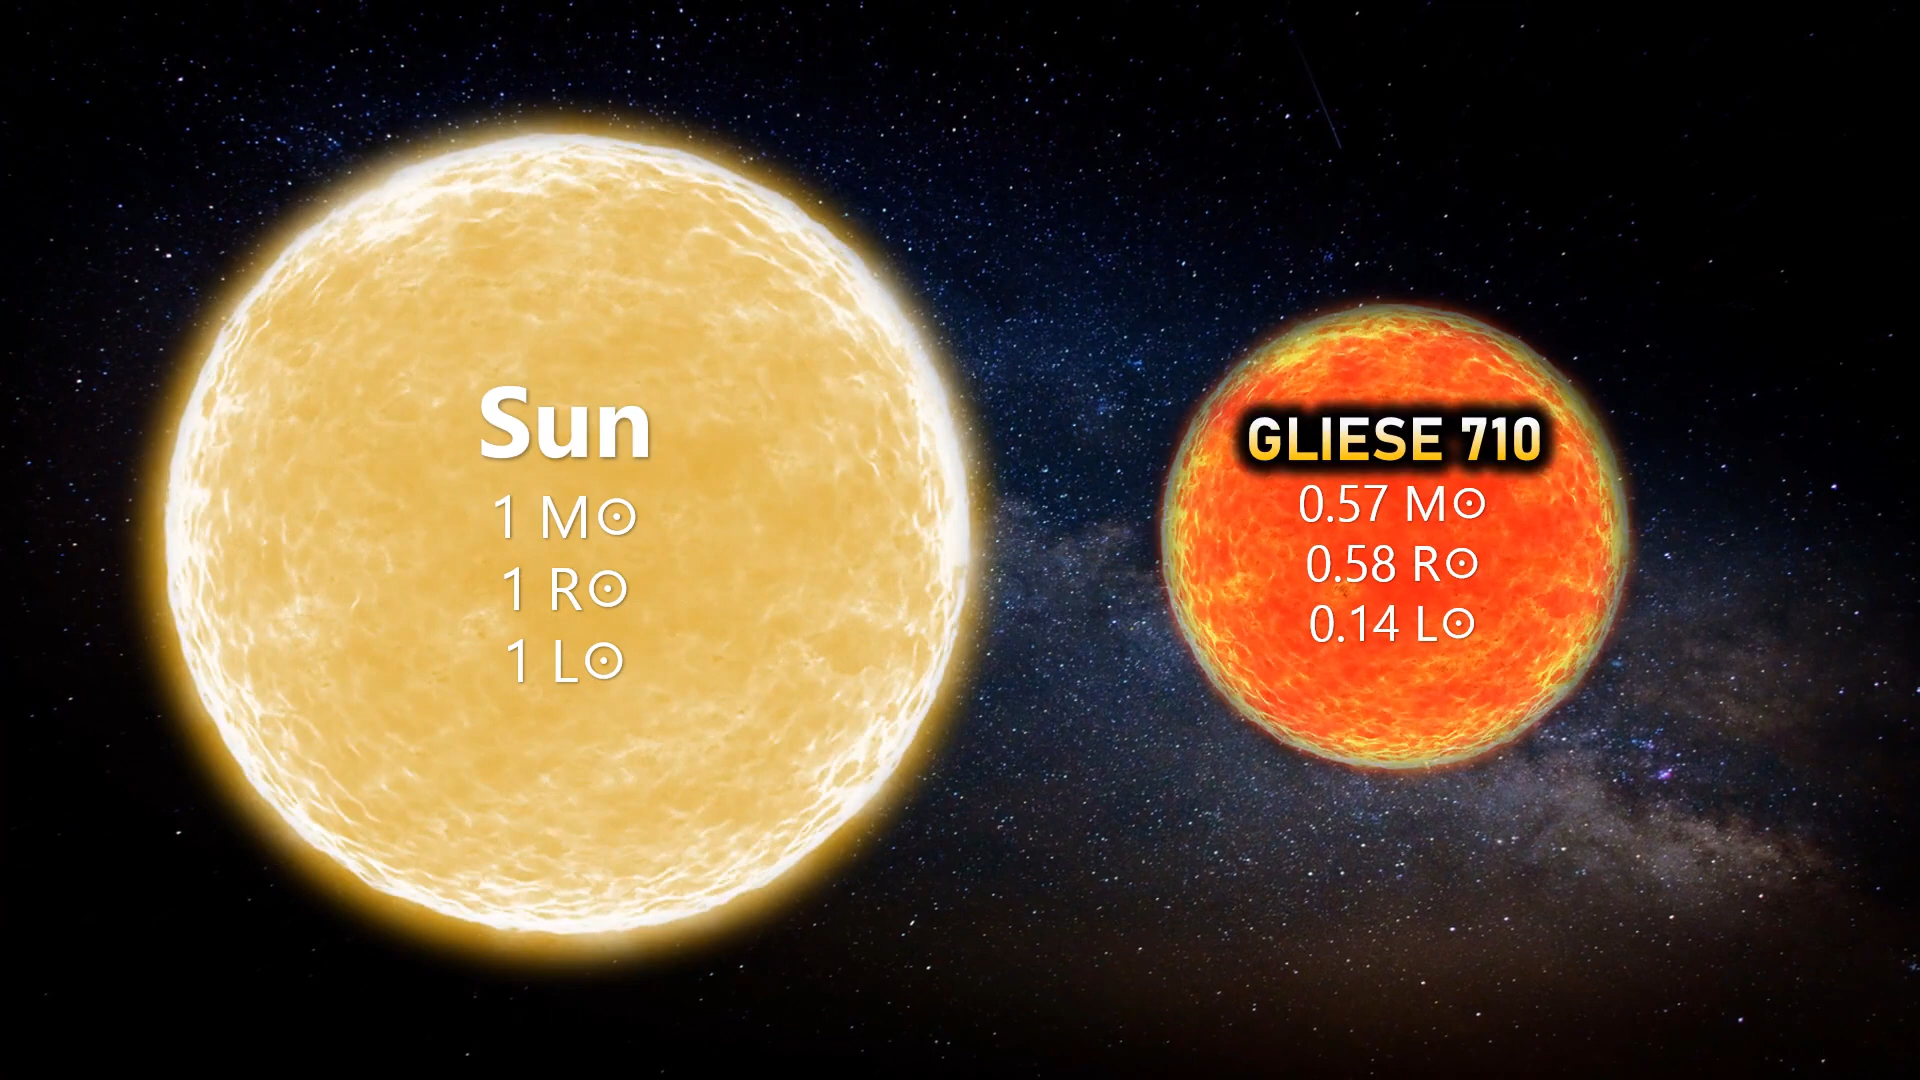 Sun
1 M☉
1 R☉
1 L☉
GLIESE 710
0.57 M☉
0.58 R☉
0.14 L☉